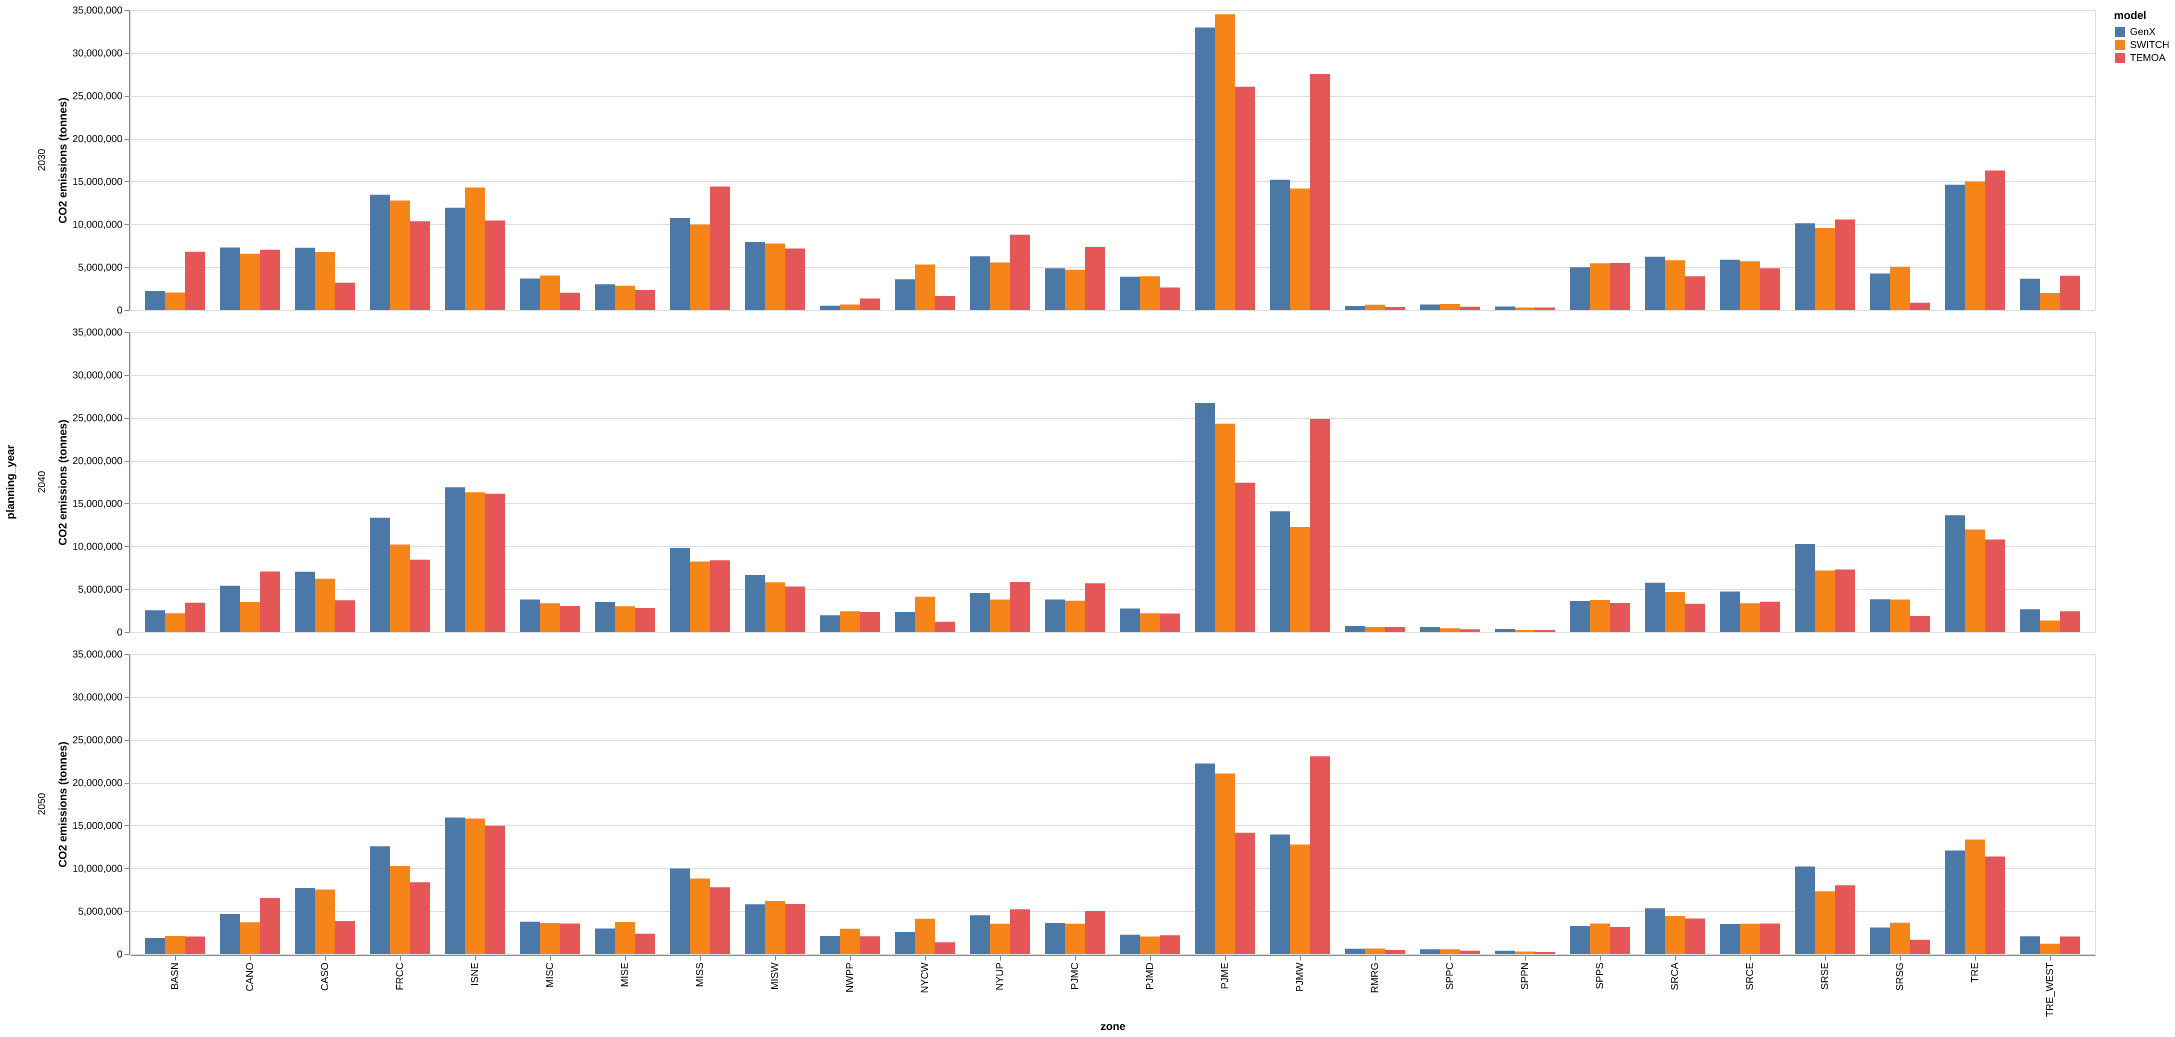 model
GenX
SWITCH
TEMOA
planning_year
2030
CO2 emissions (tonnes)
35,000,000
30,000,000
25,000,000
20,000,000
15,000,000
10,000,000
5,000,000
0
2040
CO2 emissions (tonnes)
35,000,000
30,000,000
25,000,000
20,000,000
15,000,000
10,000,000
5,000,000
0
2050
CO2 emissions (tonnes)
35,000,000
30,000,000
25,000,000
20,000,000
15,000,000
10,000,000
5,000,000
0
BASN
CANO
CASO
FRCC
ISNE
MISC
MISE
MISS
MISW
NWPP
NYCW
NYUP
PJMC
PJMD
PJME
PJMW
RMRG
SPPC
SPPN
SPPS
SRCA
SRCE
SRSE
SRSG
TRE
TRE_WEST
zone